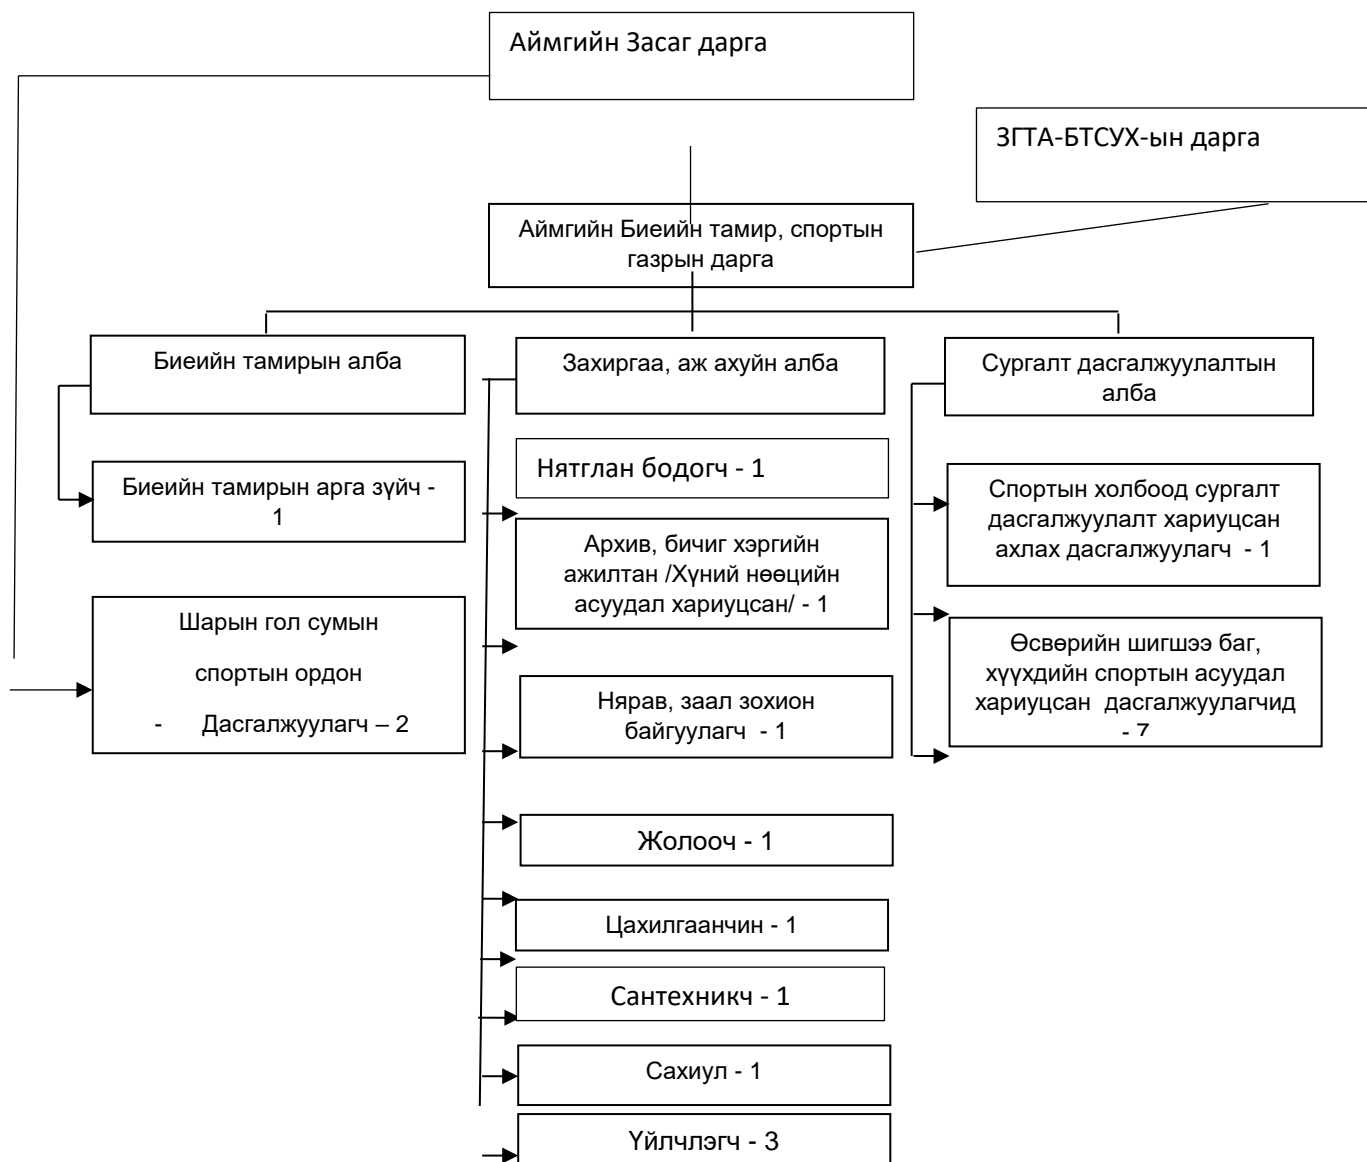 Аймгийн Засаг дарга
ЗГТА-БТСУХ-ын дарга
Аймгийн Биеийн тамир, спортын
газрын дарга
Биеийн тамирын алба
Захиргаа, аж ахуйн алба
Сургалт дасгалжуулалтын
алба
Биеийн тамирын арга зүйч -
1
Шарын гол сумын
спортын ордон
- Дасгалжуулагч – 2
Нятглан бодогч - 1
Архив, бичиг хэргийн
ажилтан /Хүний нөөцийн
асуудал хариуцсан/ - 1
Нярав, заал зохион
байгуулагч - 1
Жолооч - 1
Цахилгаанчин - 1
Сантехникч - 1
Сахиул - 1
Үйлчлэгч - 3
Спортын холбоод сургалт
дасгалжуулалт хариуцсан
ахлах дасгалжуулагч - 1
Өсвөрийн шигшээ баг,
хүүхдийн спортын асуудал
хариуцсан дасгалжуулагчид
- 7